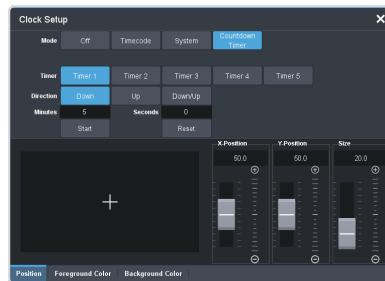 Clock Setup ×
Mode Off Timecode System Countdown Timer
Timer Timer 1 Timer 2 Timer 3 Timer 4 Timer 5
Direction Down Up Down/Up
Minutes 5 Seconds 0
Start Reset
X-Position Y-Position Size
50.0 50.0 20.0
Position Foreground Color Background Color